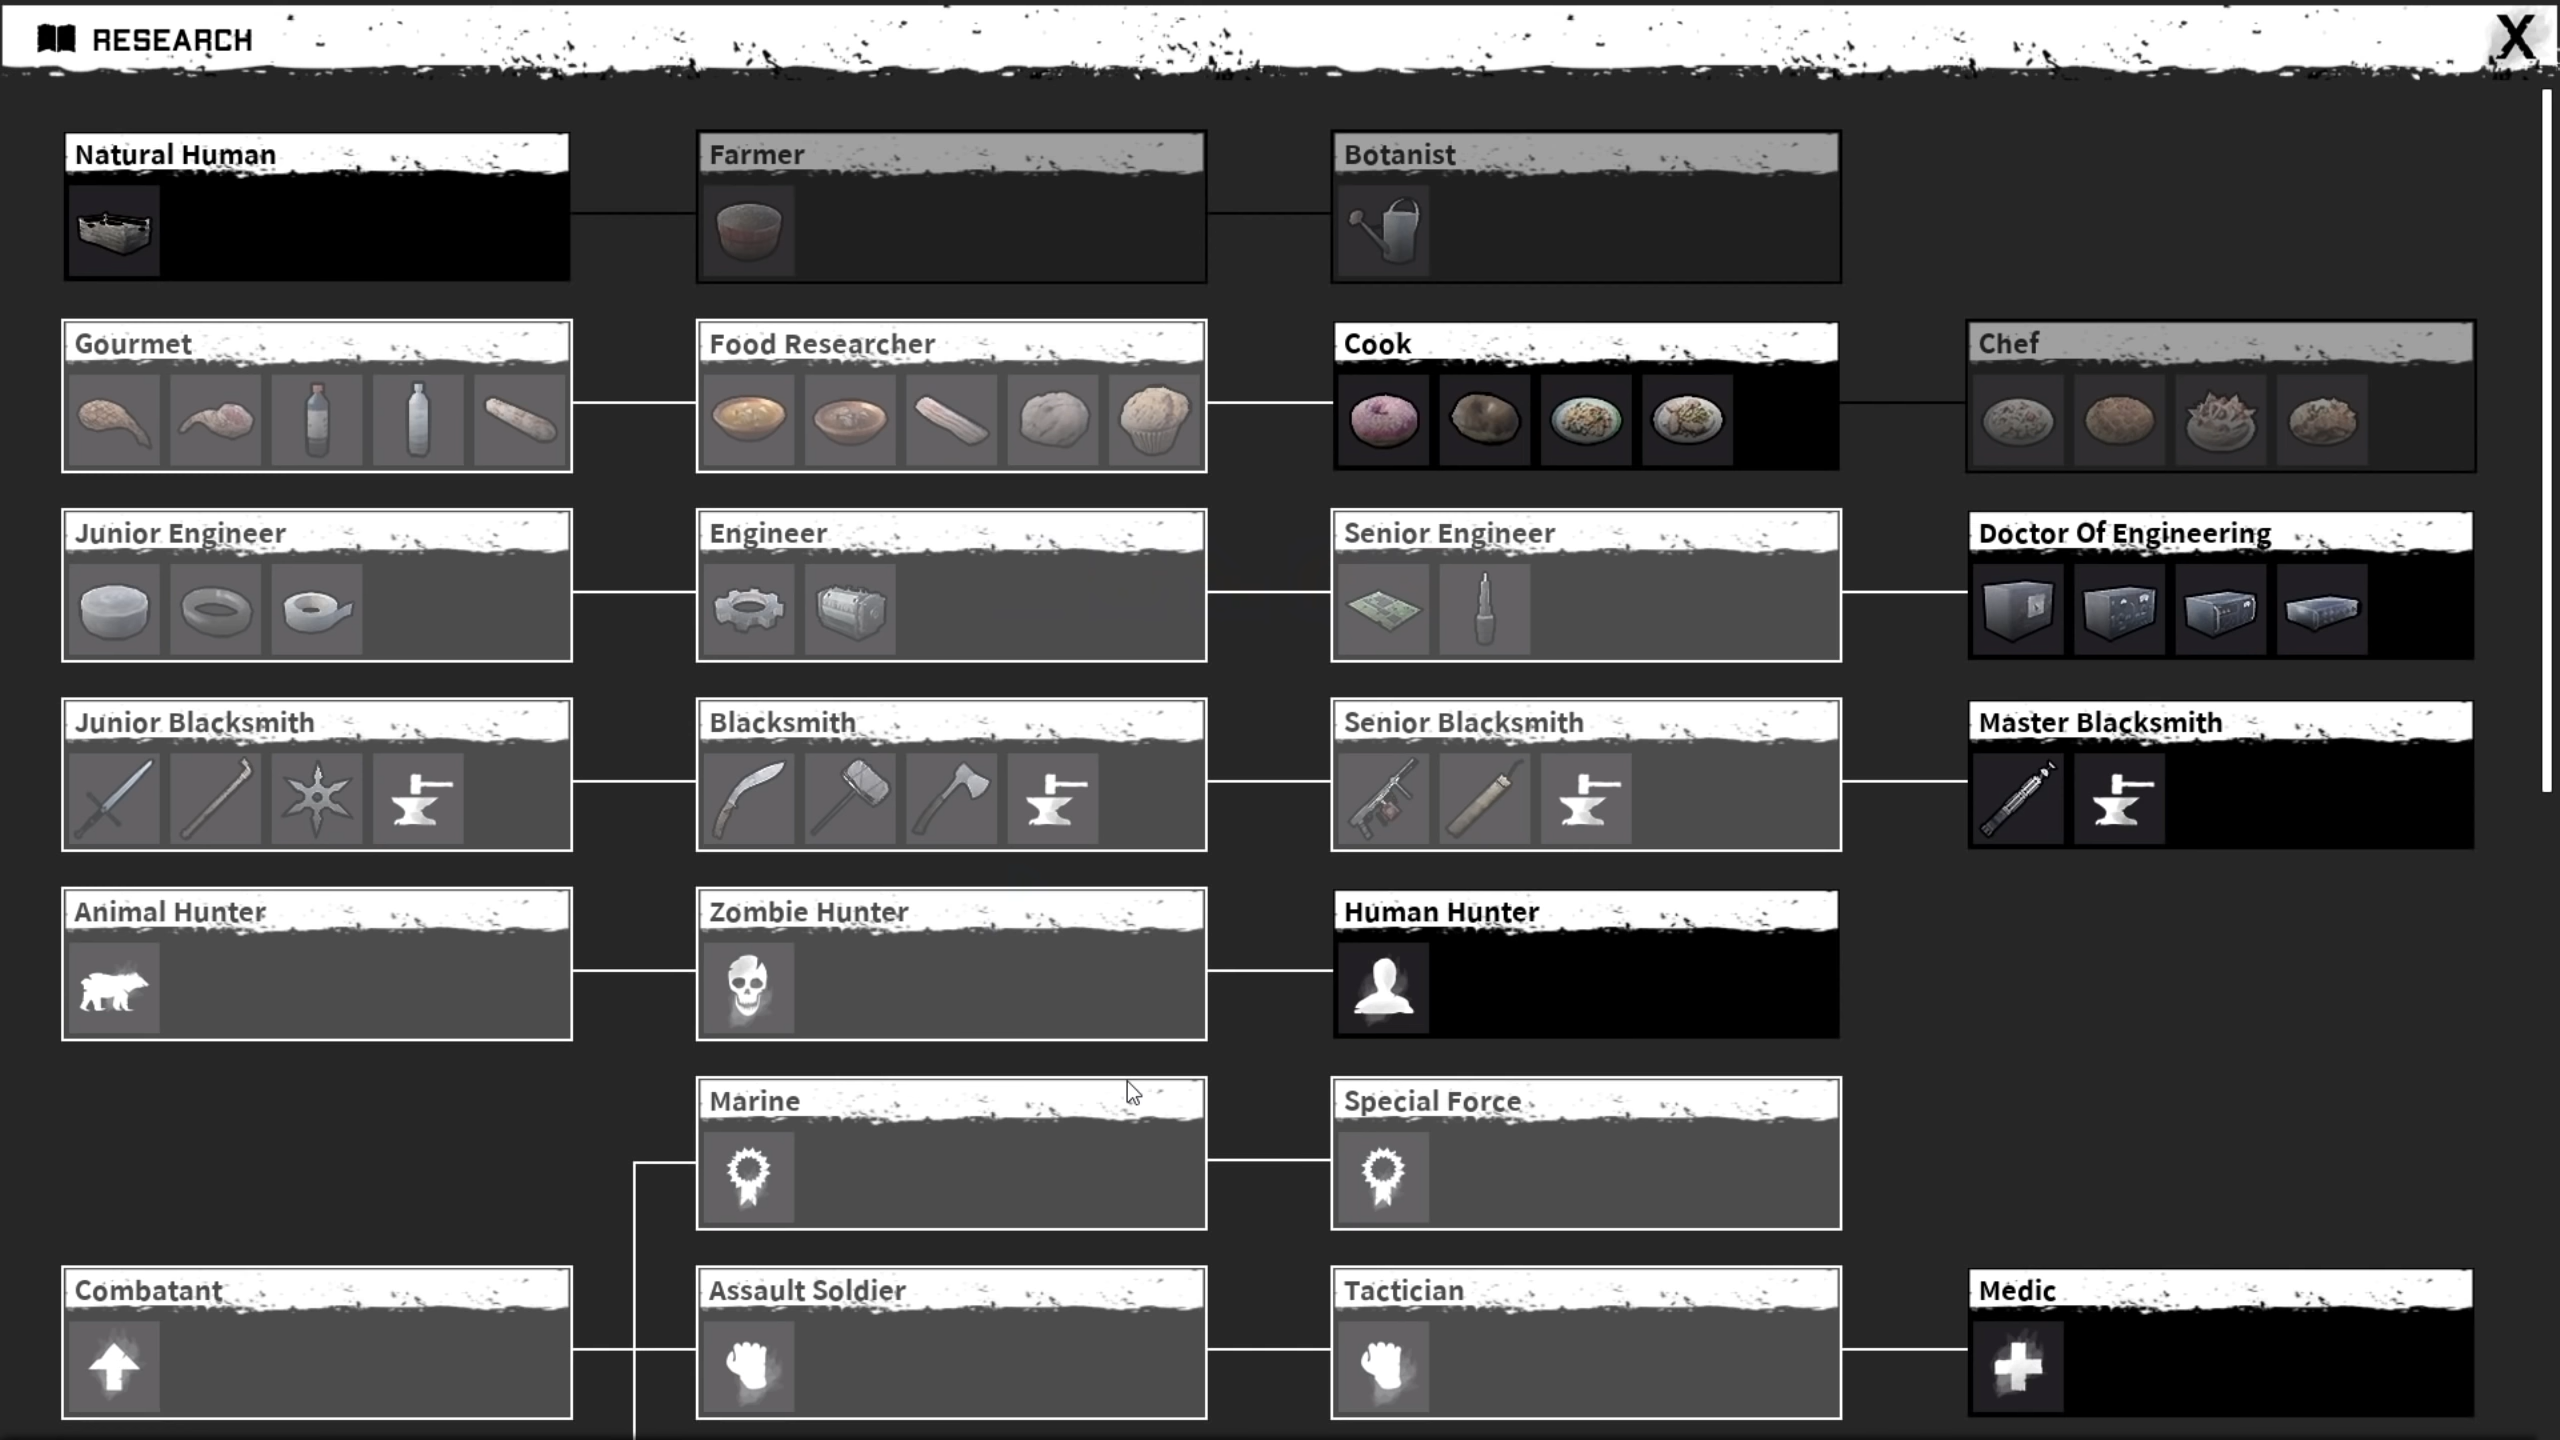 RESEARCH
X
Natural Human
Farmer
Botanist
Gourmet
Food Researcher
Cook
Chef
Junior Engineer
Engineer
Senior Engineer
Doctor Of Engineering
Junior Blacksmith
Blacksmith
Senior Blacksmith
Master Blacksmith
Animal Hunter
Zombie Hunter
Human Hunter
Marine
Special Force
Combatant
Assault Soldier
Tactician
Medic